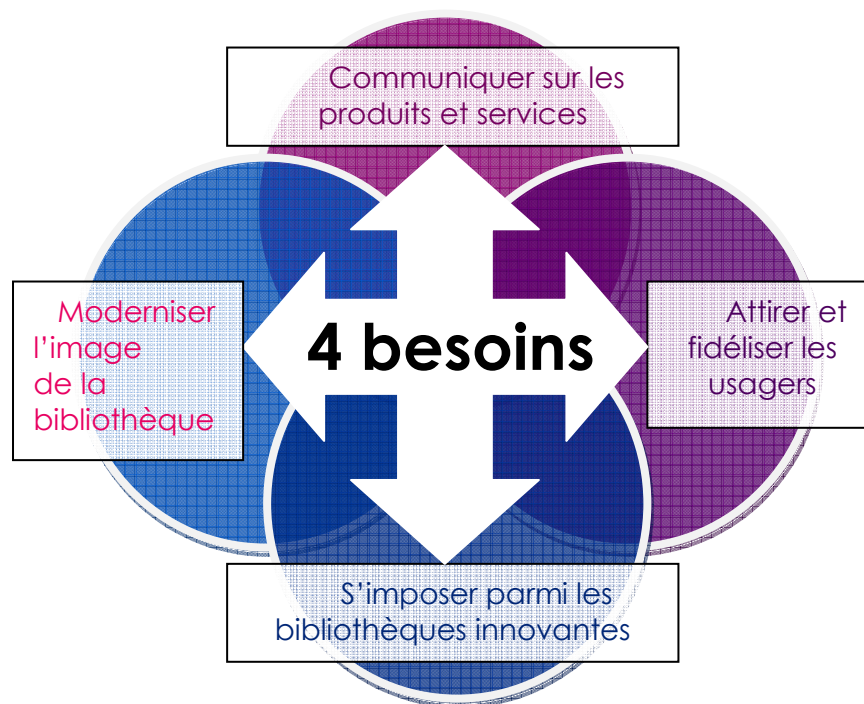 Communiquer sur les
produits et services
Moderniser
l’image
de la
bibliothèque
4 besoins
Attirer et
fidéliser les
usagers
S’imposer parmi les
bibliothèques innovantes